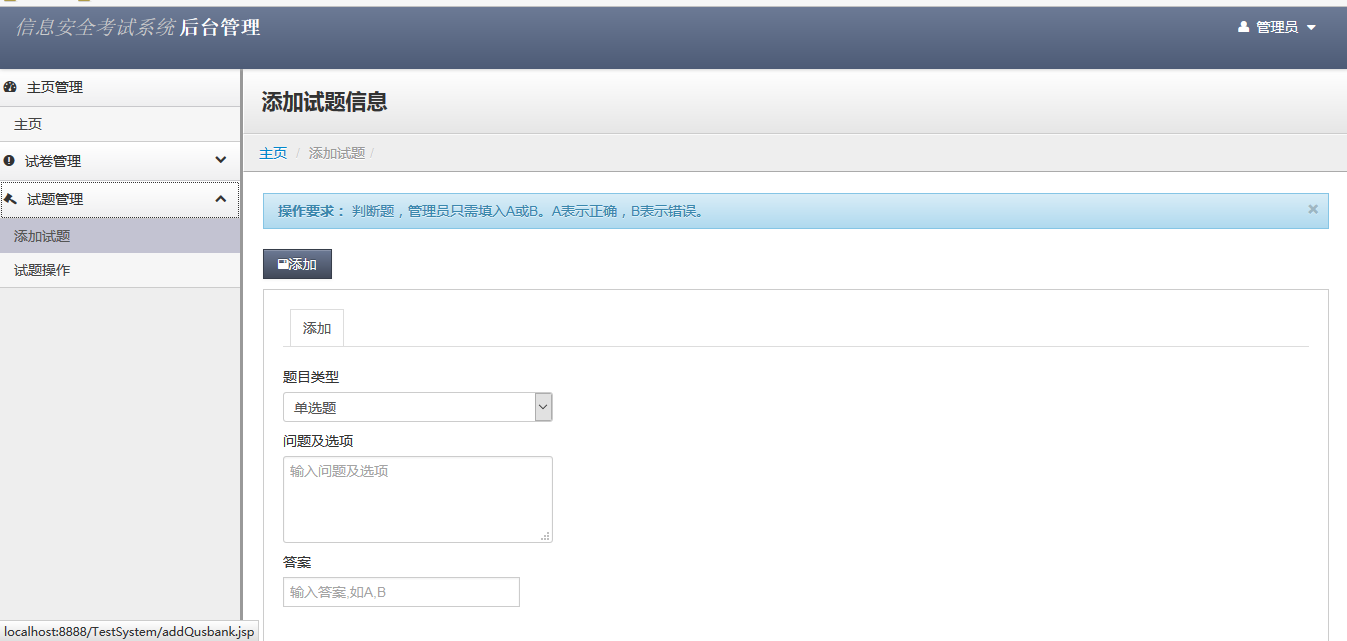 信息安全考试系统 后台管理
管理员
主页管理
主页
试卷管理
试题管理
添加试题
试题操作
添加试题信息
主页 / 添加试题 /
操作要求： 判断题，管理员只需填入A或B。A表示正确，B表示错误。 ×
添加
添加
题目类型
单选题
问题及选项
输入问题及选项
答案
输入答案,如A,B
localhost:8888/TestSystem/addQusbank.jsp